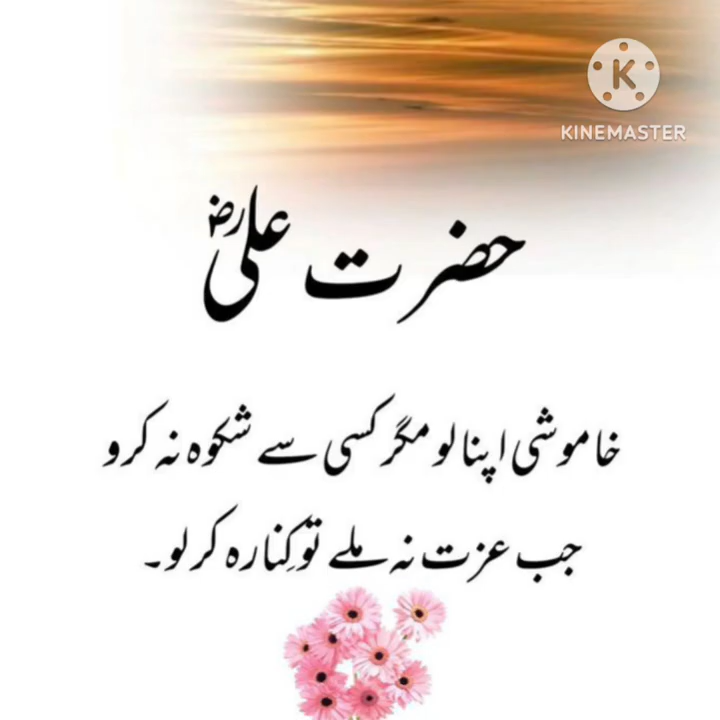 KINEMASTER
حضرت علیؓ
خاموشی اپنا لو مگر کسی سے شکوہ نہ کرو
جب عزت نہ ملے تو کِنارہ کر لو۔